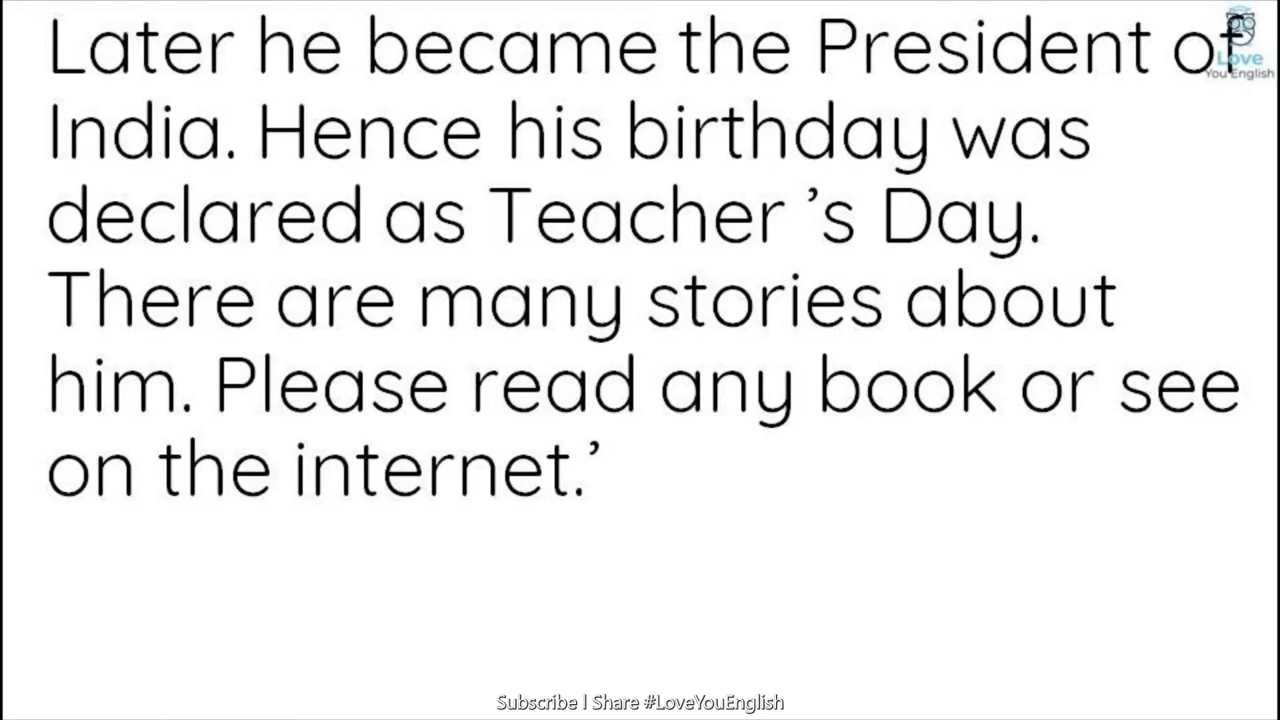 Later he became the President of
Love
You English
India. Hence his birthday was
declared as Teacher ’s Day.
There are many stories about
him. Please read any book or see
on the internet.’
Subscribe | Share #LoveYouEnglish